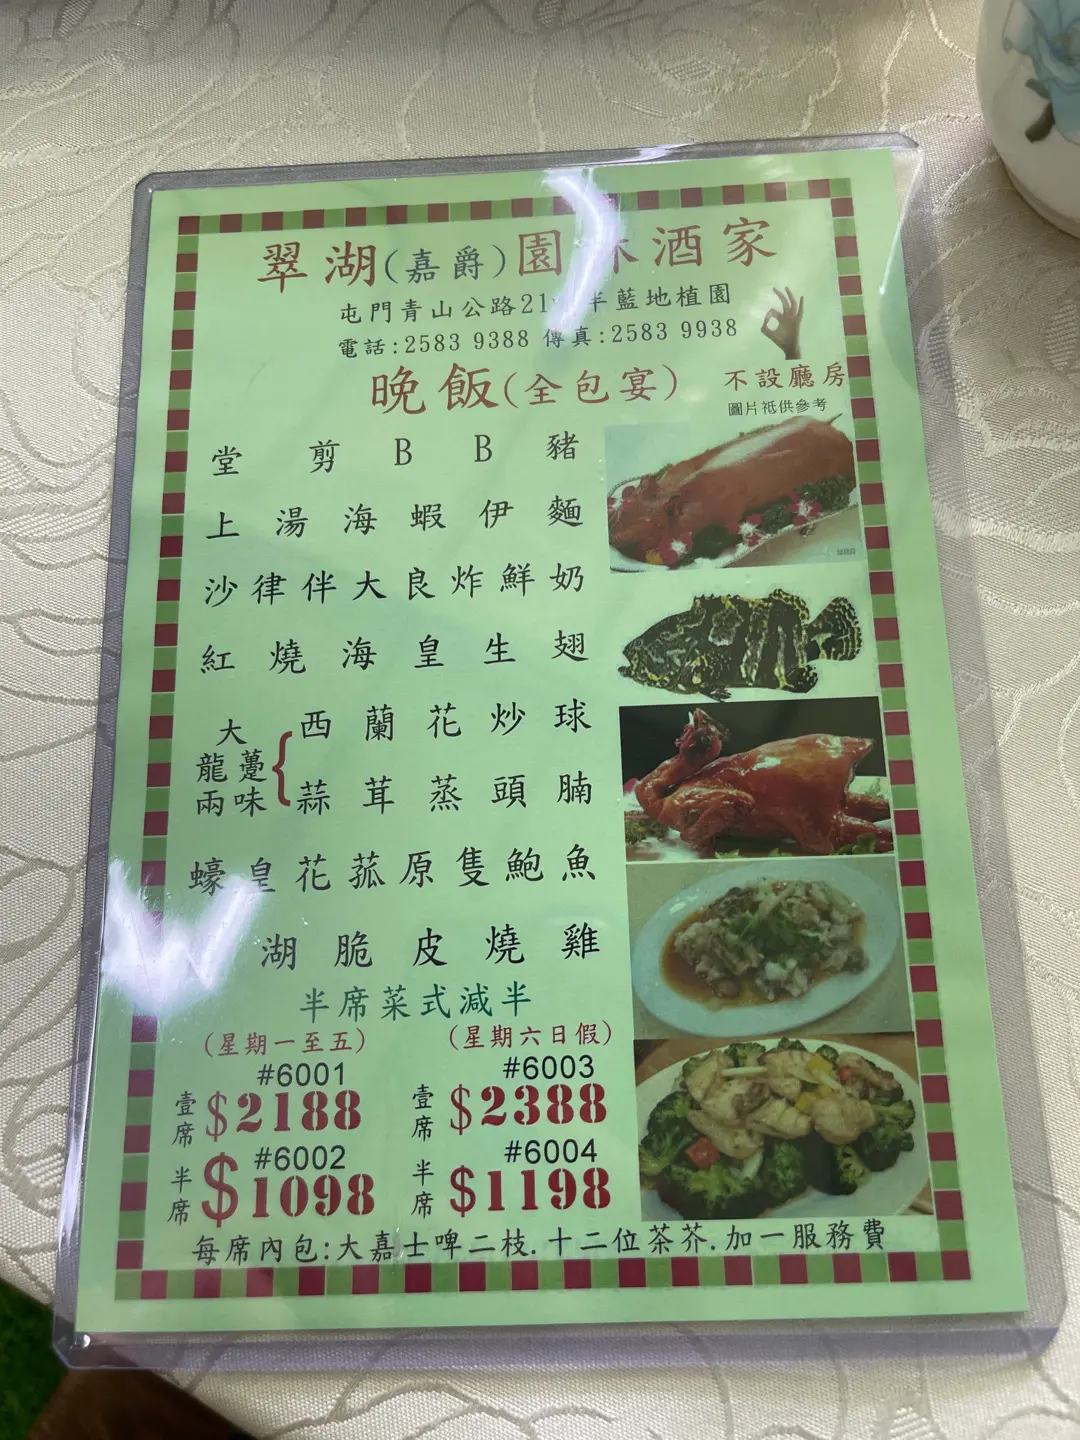 翠湖(嘉爵)園 酒家
屯門青山公路21 藍地植園
電話:2583 9388 傳真:2583 9938
晚飯(全包宴)
不設廳房
圖片祗供參考
堂剪BB豬
上湯海蝦伊麵
沙律伴大良炸鮮奶
紅燒海皇生翅
大龍躉兩味{
西蘭花炒球
蒜茸蒸頭腩
蠔皇花菰原隻鮑魚
湖脆皮燒雞
半席菜式減半
(星期一至五) (星期六日假)
#6001 #6003
壹席 $2188 壹席 $2388
#6002 #6004
半席 $1098 半席 $1198
每席內包:大嘉士啤二枝.十二位茶芥.加一服務費